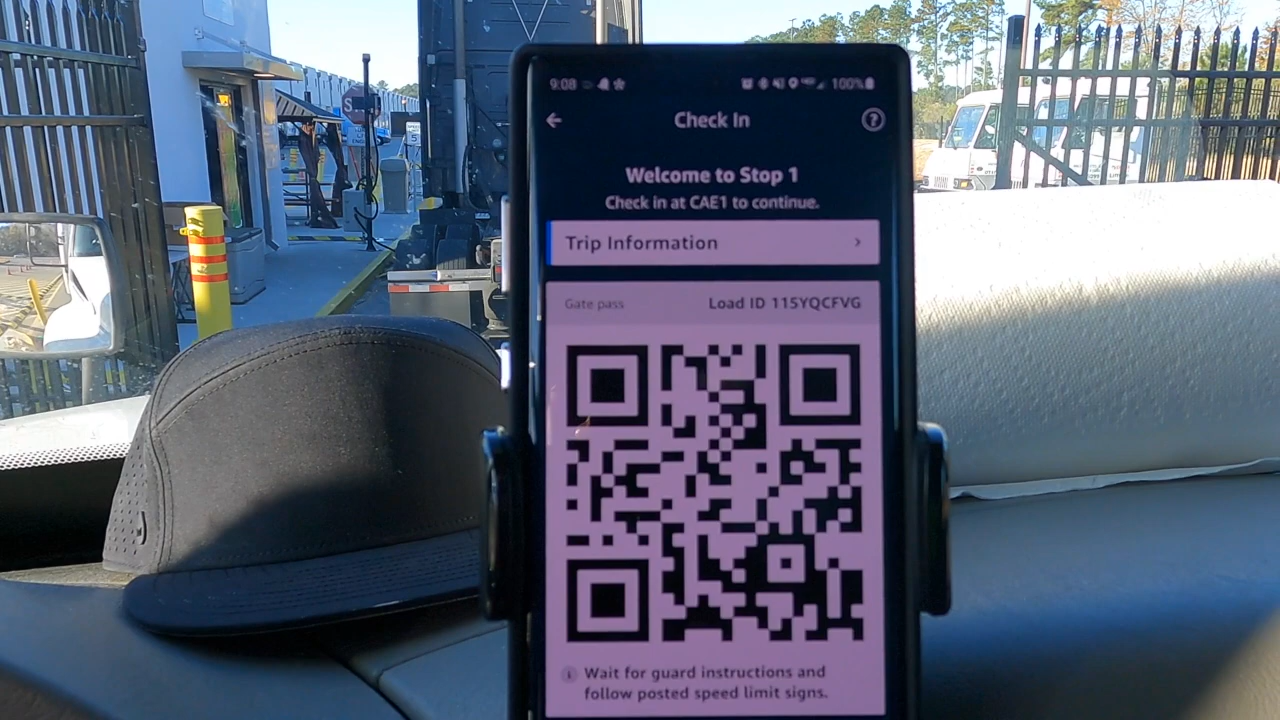 9:08
100%
Check In
Welcome to Stop 1
Check in at CAE1 to continue.
Trip Information
Gate pass
Load ID 115YQCFVG
Wait for guard instructions and
follow posted speed limit signs.